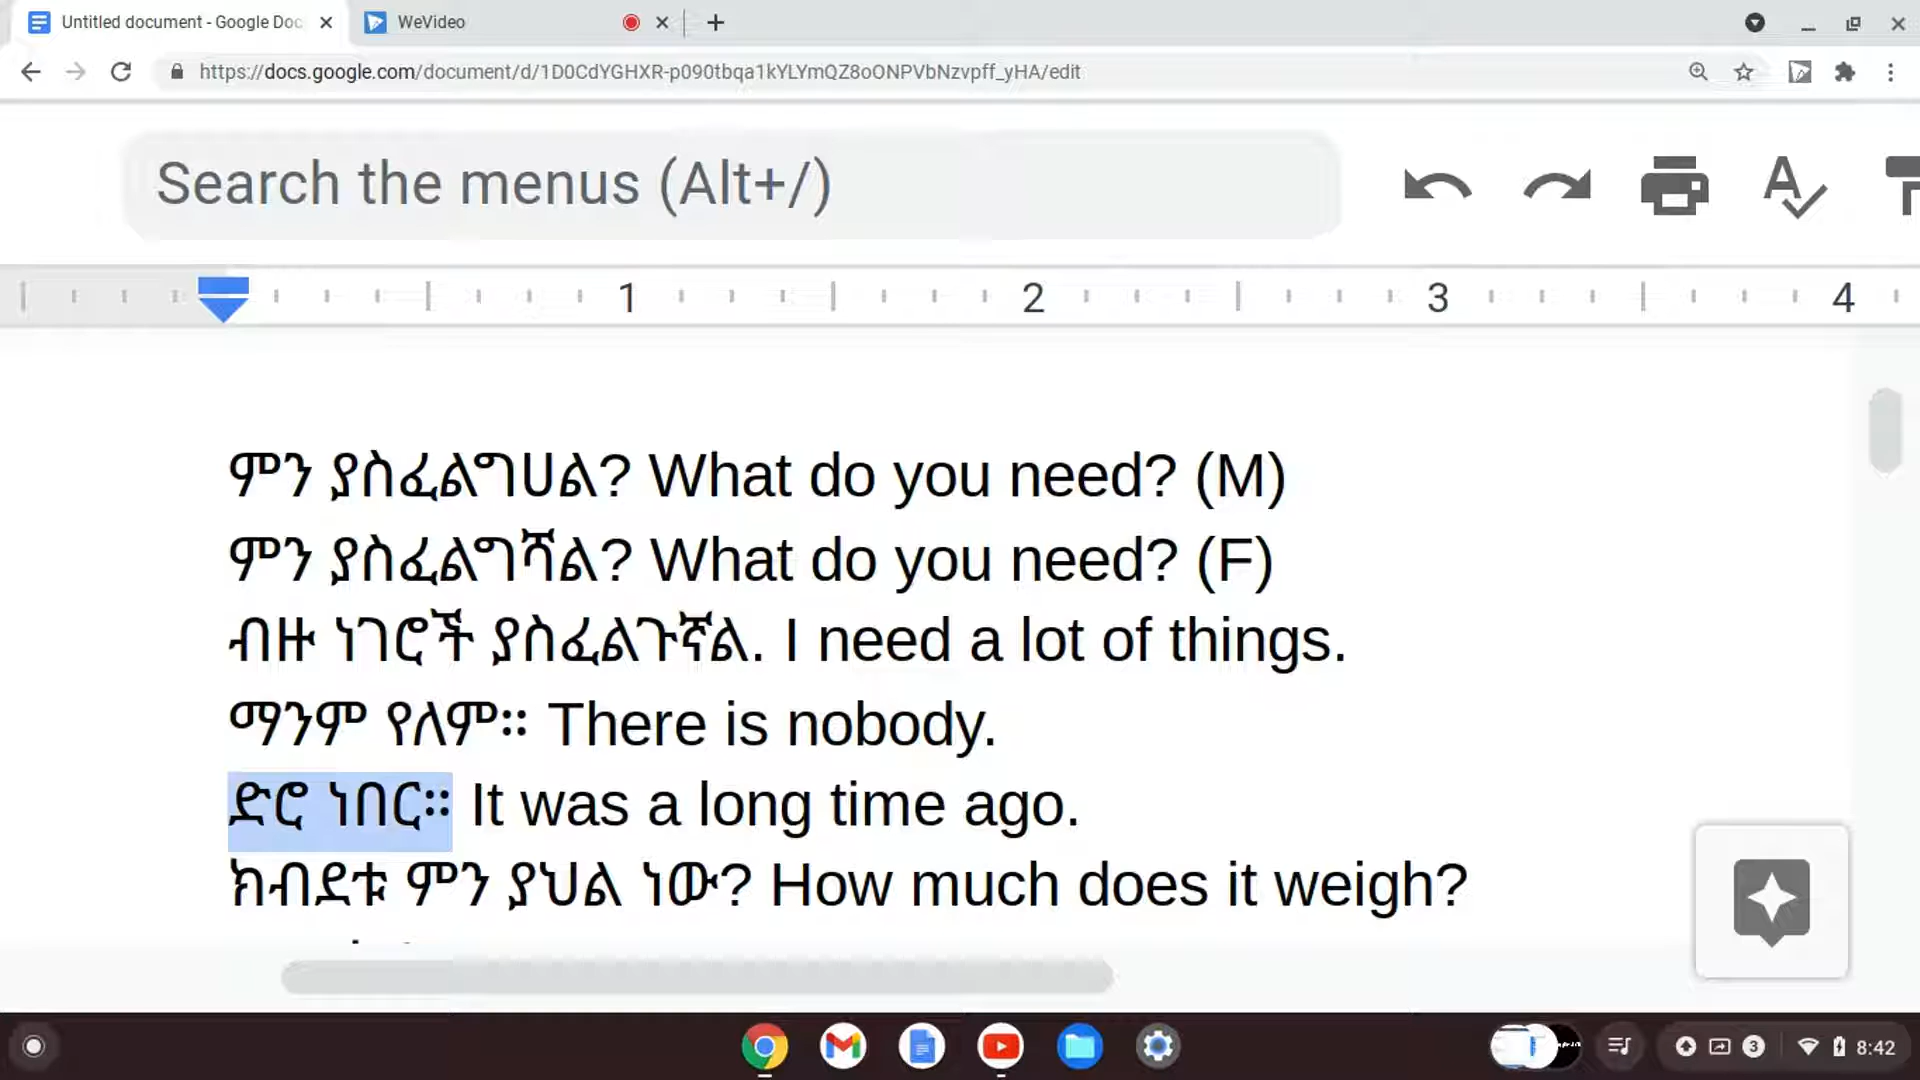 Untitled document - Google Doc
WeVideo
https://docs.google.com/document/d/1D0CdYGHXR-p090tbqa1kYLYmQZ8oONPVbNzvpff_yHA/edit
Search the menus (Alt+/)
1 2 3 4
ምን ያስፈልግሀል? What do you need? (M)
ምን ያስፈልግሻል? What do you need? (F)
ብዙ ነገሮች ያስፈልጉኛል. I need a lot of things.
ማንም የለም። There is nobody.
ድሮ ነበር። It was a long time ago.
ክብደቱ ምን ያህል ነው? How much does it weigh?
3 8:42